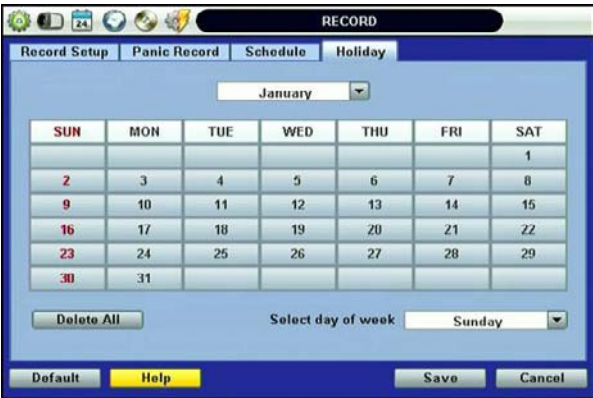 24
RECORD
Record Setup Panic Record Schedule Holiday
January
SUN MON TUE WED THU FRI SAT
1
2 3 4 5 6 7 8
9 10 11 12 13 14 15
16 17 18 19 20 21 22
23 24 25 26 27 28 29
30 31
Delete All Select day of week Sunday
Default Help Save Cancel